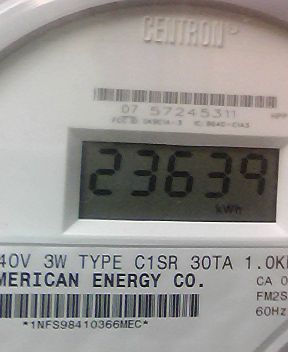 CENTRON
07 57245311
23639
kWh
40V 3W TYPE C1SR 30TA 1.0K
MERICAN ENERGY CO.
CA 0
FM2S
60Hz
*1NFS98410366MEC*